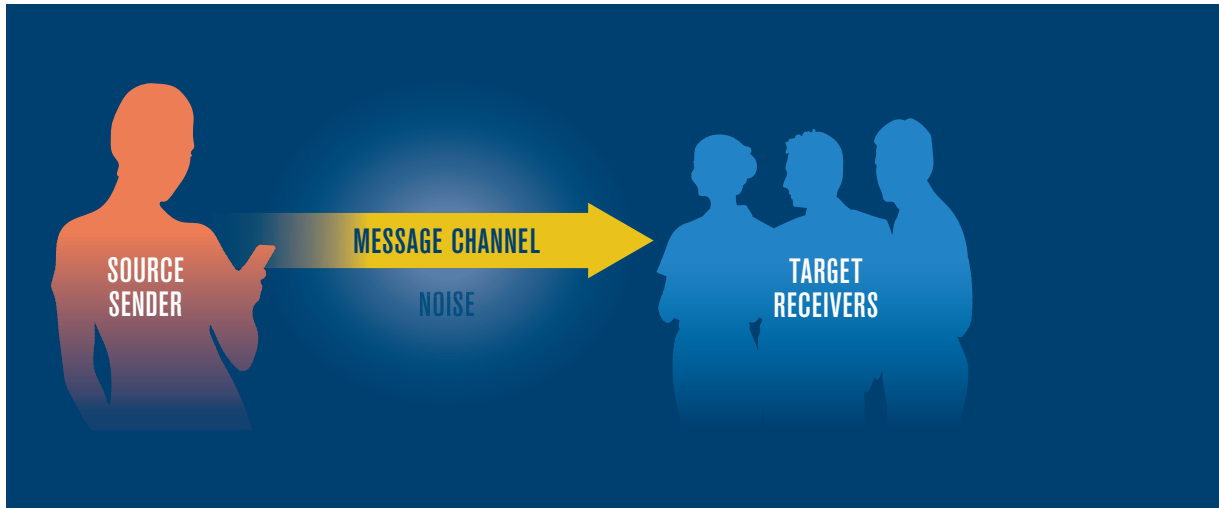 SOURCE
SENDER
MESSAGE CHANNEL
NOISE
TARGET
RECEIVERS